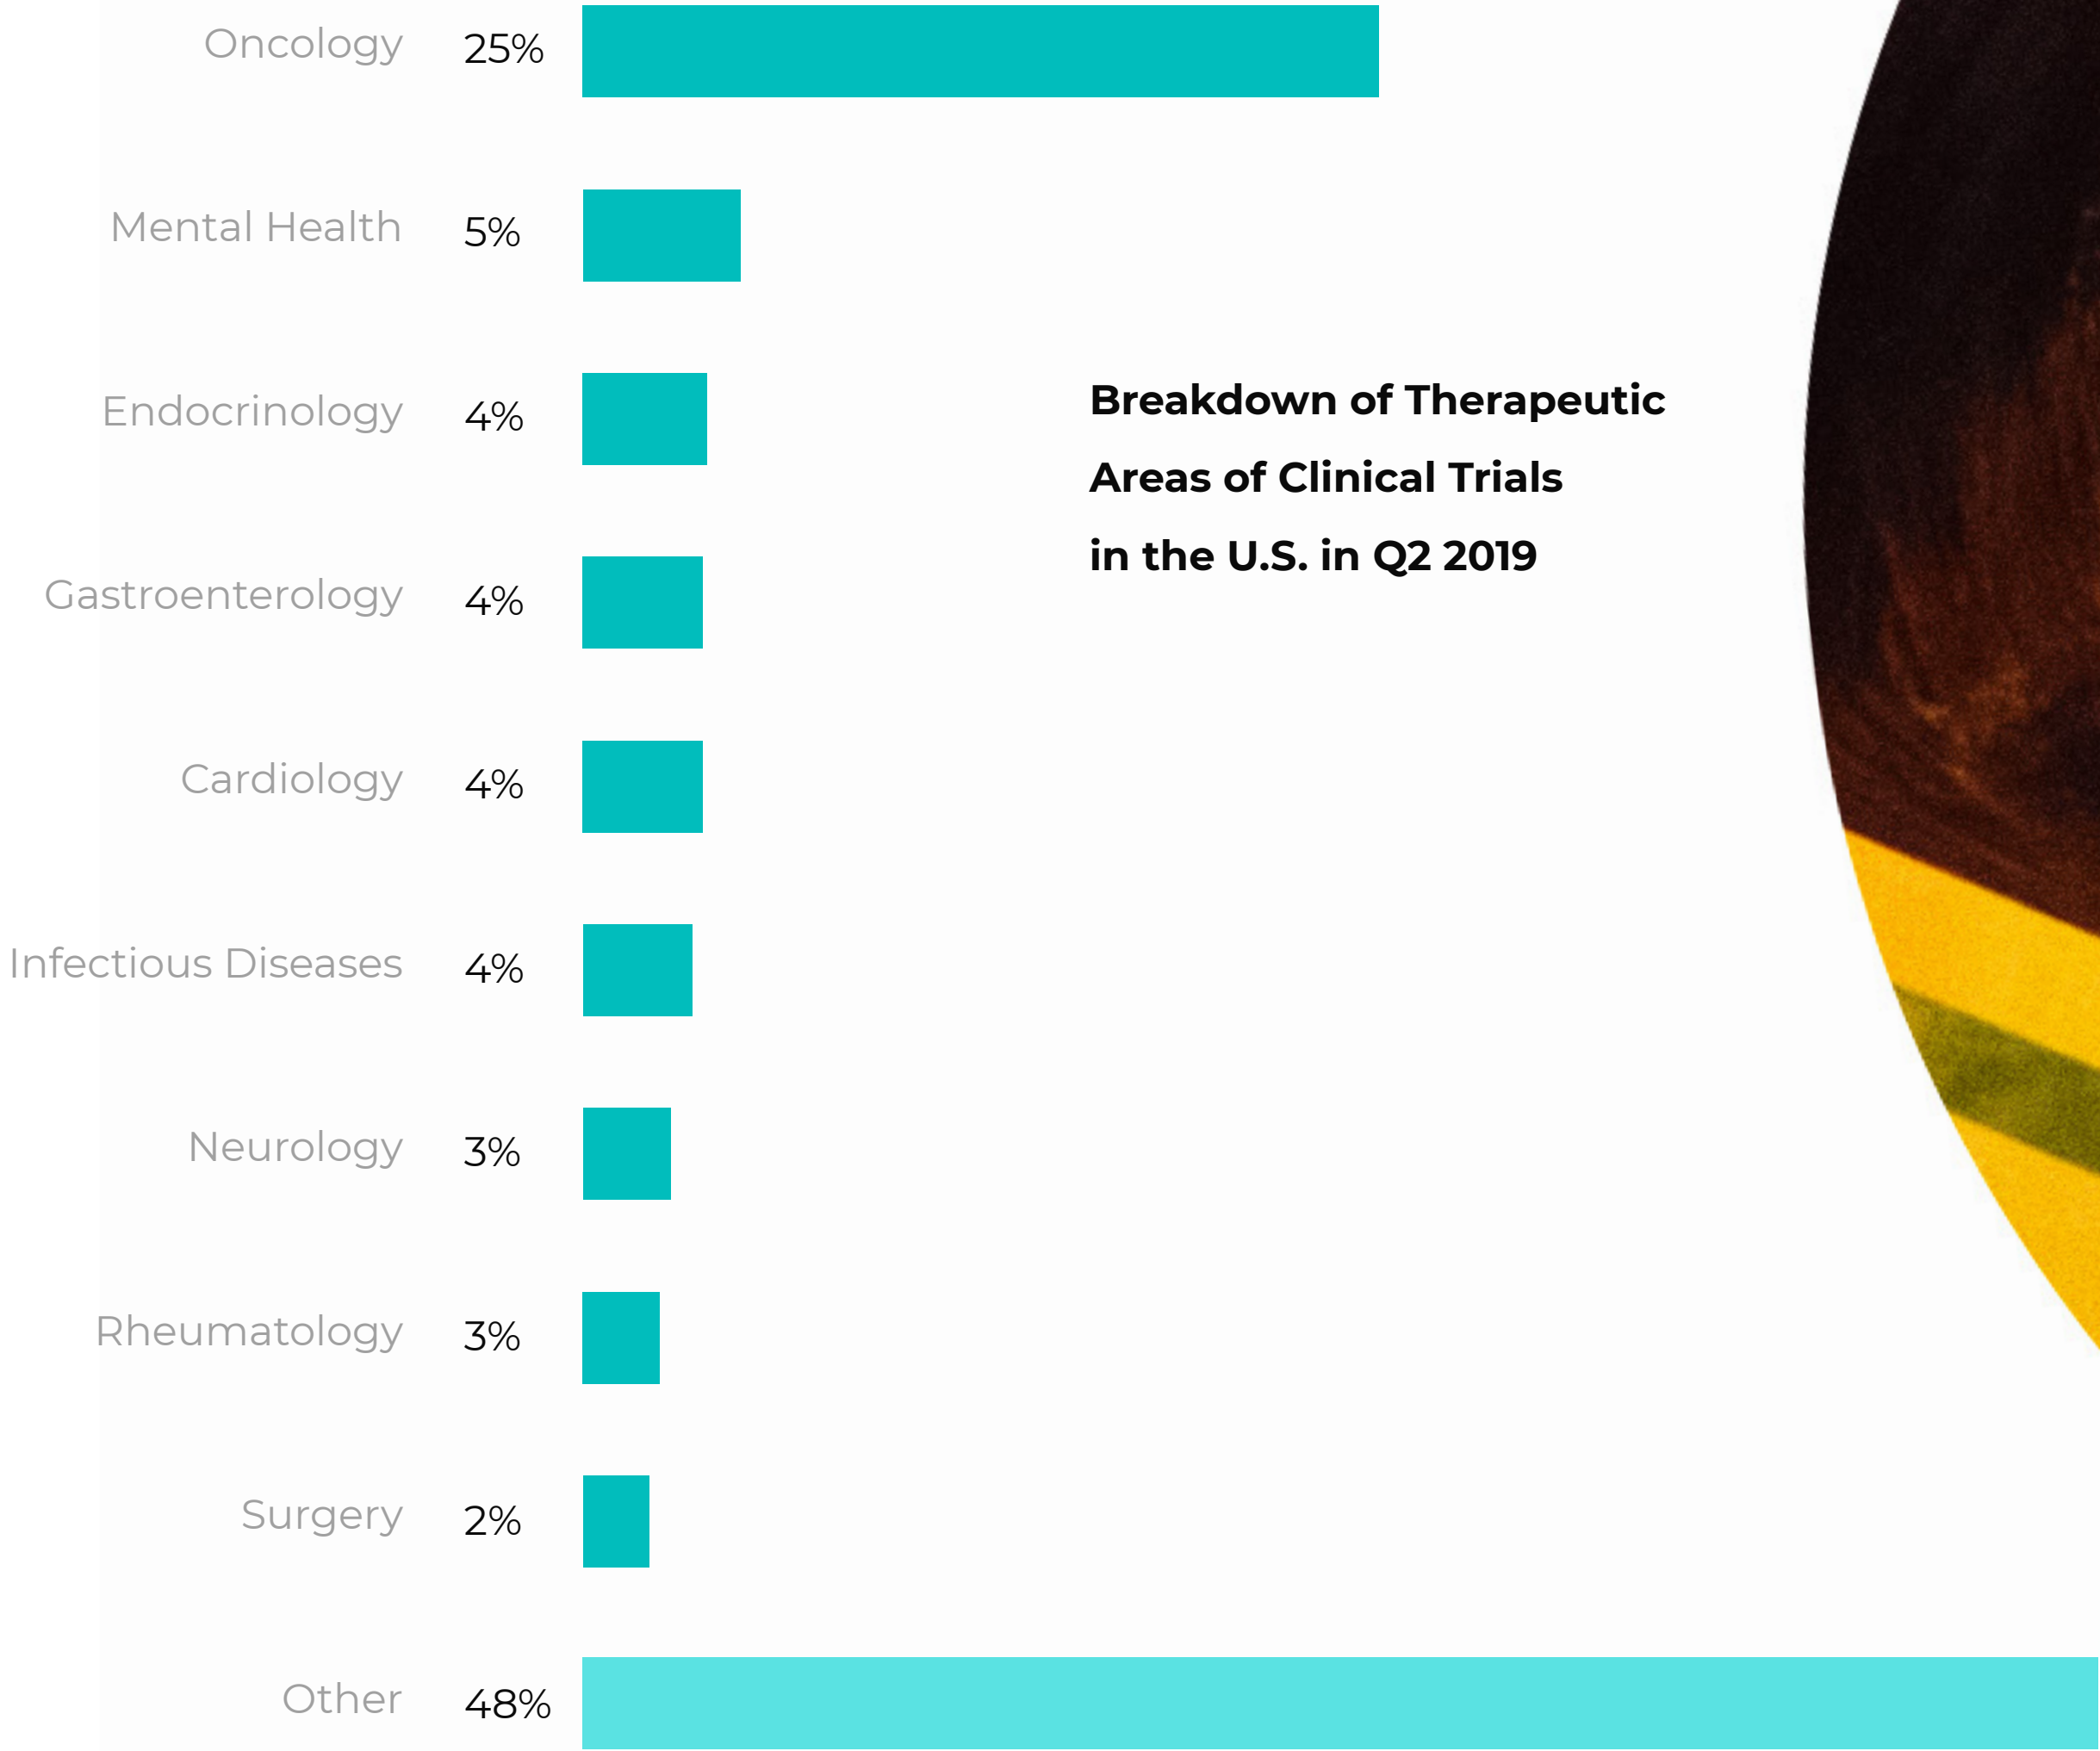 Oncology 25%
Mental Health 5%
Endocrinology 4%
Breakdown of Therapeutic
Areas of Clinical Trials
in the U.S. in Q2 2019
Gastroenterology 4%
Cardiology 4%
Infectious Diseases 4%
Neurology 3%
Rheumatology 3%
Surgery 2%
Other 48%